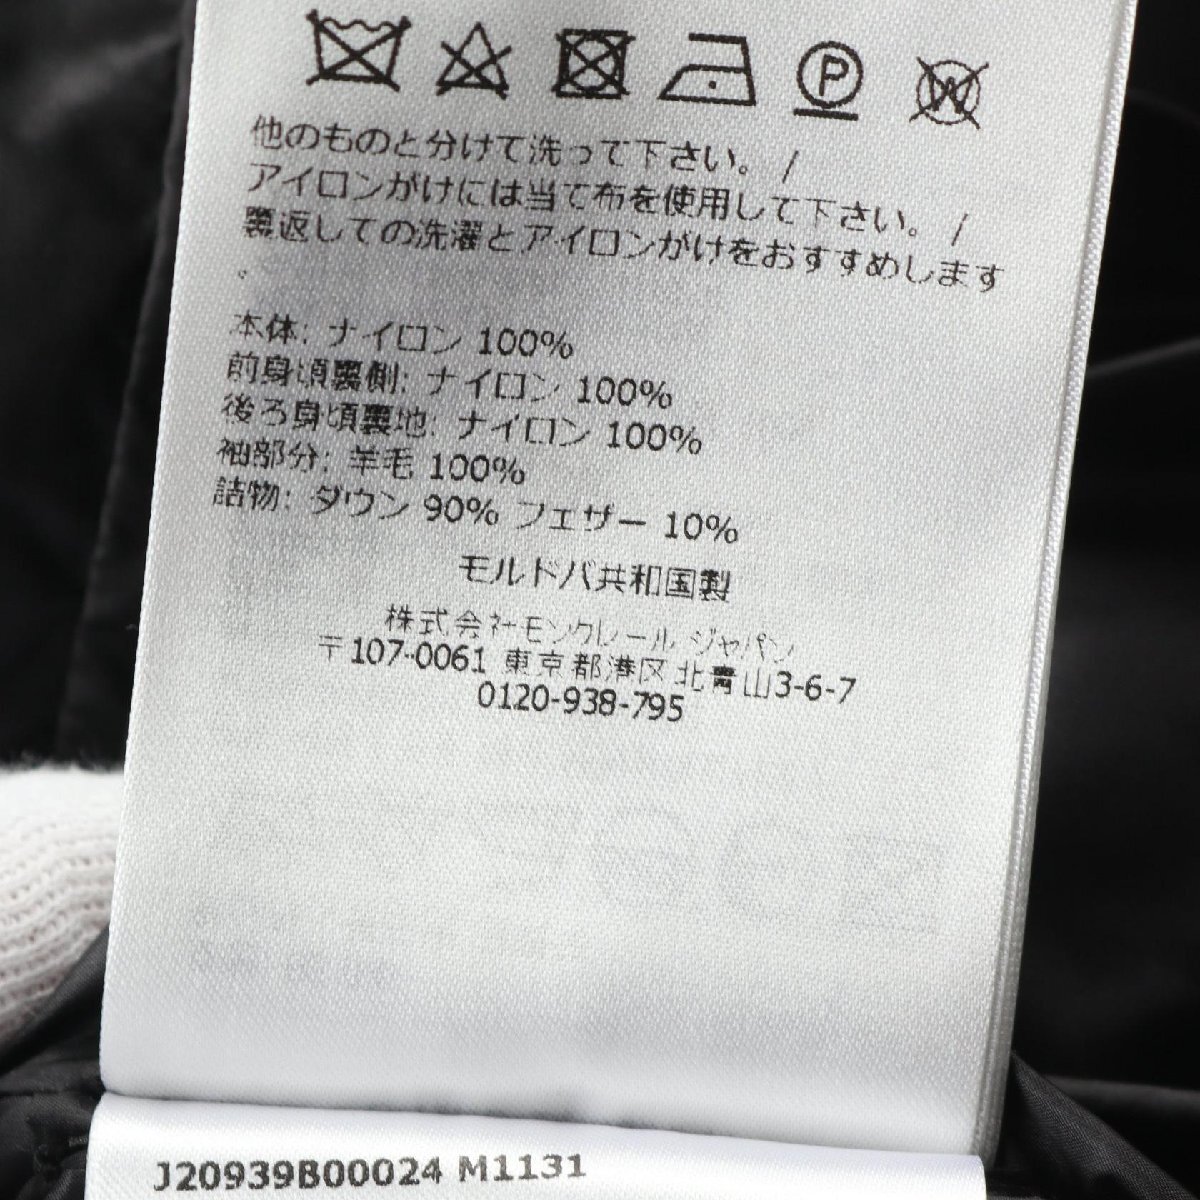 P
W
他のものと分けて洗って下さい。 /
アイロンがけには当て布を使用して下さい。 /
裏返しての洗濯とアイロンがけをおすすめします
。
本体: ナイロン 100%
前身頃裏側: ナイロン 100%
後ろ身頃裏地: ナイロン 100%
袖部分: 羊毛 100%
詰物: ダウン 90% フェザー 10%
モルドバ共和国製
株式会社モンクレール ジャパン
〒107-0061 東京都港区北青山3-6-7
0120-938-795
J20939B00024 M1131